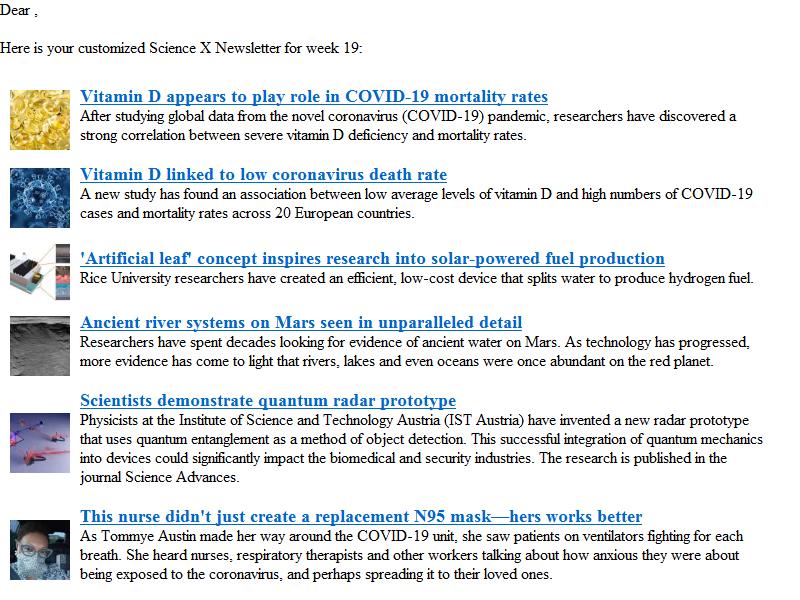 Dear ,
Here is your customized Science X Newsletter for week 19:
Vitamin D appears to play role in COVID-19 mortality rates
After studying global data from the novel coronavirus (COVID-19) pandemic, researchers have discovered a
strong correlation between severe vitamin D deficiency and mortality rates.
Vitamin D linked to low coronavirus death rate
A new study has found an association between low average levels of vitamin D and high numbers of COVID-19
cases and mortality rates across 20 European countries.
'Artificial leaf' concept inspires research into solar-powered fuel production
Rice University researchers have created an efficient, low-cost device that splits water to produce hydrogen fuel.
Ancient river systems on Mars seen in unparalleled detail
Researchers have spent decades looking for evidence of ancient water on Mars. As technology has progressed,
more evidence has come to light that rivers, lakes and even oceans were once abundant on the red planet.
Scientists demonstrate quantum radar prototype
Physicists at the Institute of Science and Technology Austria (IST Austria) have invented a new radar prototype
that uses quantum entanglement as a method of object detection. This successful integration of quantum mechanics
into devices could significantly impact the biomedical and security industries. The research is published in the
journal Science Advances.
This nurse didn't just create a replacement N95 mask—hers works better
As Tommye Austin made her way around the COVID-19 unit, she saw patients on ventilators fighting for each
breath. She heard nurses, respiratory therapists and other workers talking about how anxious they were about
being exposed to the coronavirus, and perhaps spreading it to their loved ones.